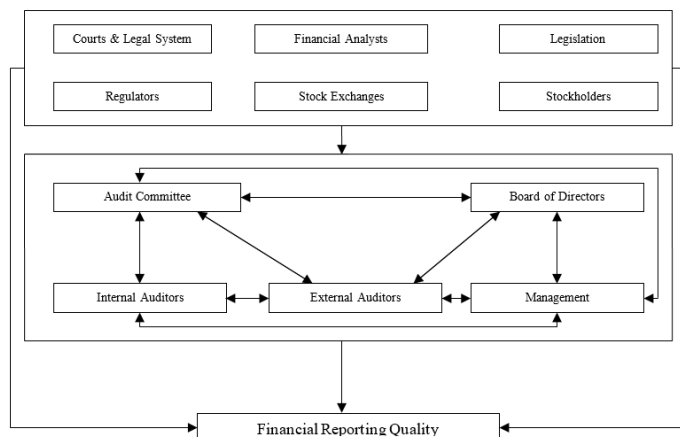 Courts & Legal System
Financial Analysts
Legislation
Regulators
Stock Exchanges
Stockholders
Audit Committee
Board of Directors
Internal Auditors
External Auditors
Management
Financial Reporting Quality